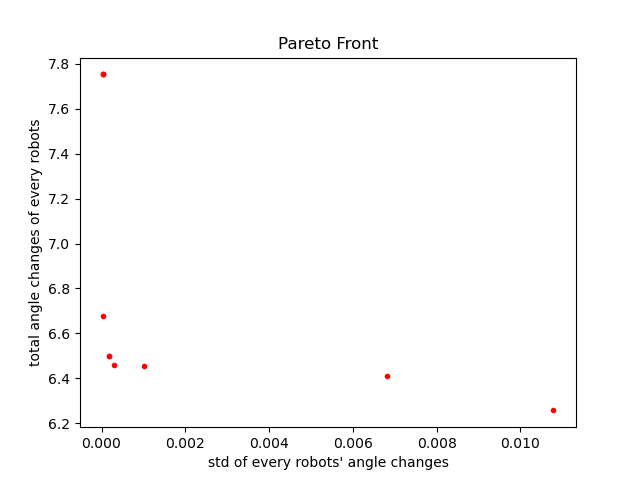 Pareto Front
total angle changes of every robots
7.8
7.6
7.4
7.2
7.0
6.8
6.6
6.4
6.2
0.000 0.002 0.004 0.006 0.008 0.010
std of every robots' angle changes